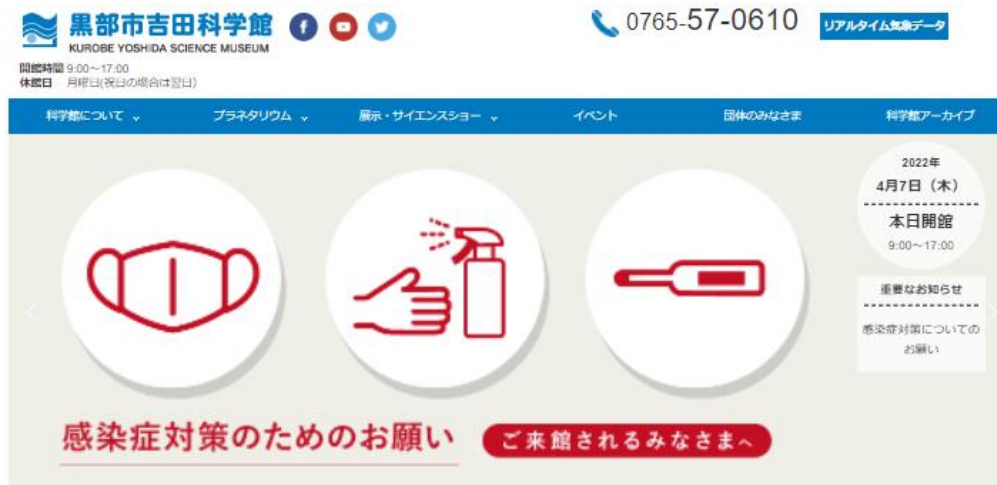 黒部市吉田科学館
KUROBE YOSHIDA SCIENCE MUSEUM
0765-57-0610
リアルタイム気象データ
開館時間 9:00～17:00
休館日 月曜日(祝日の場合は翌日)
科学館について プラネタリウム 展示・サイエンスショー イベント 団体のみなさま 科学館アーカイブ
2022年
4月7日（木）
本日開館
9:00～17:00
重要なお知らせ
感染症対策についての
お願い
感染症対策のためのお願い ご来館されるみなさまへ